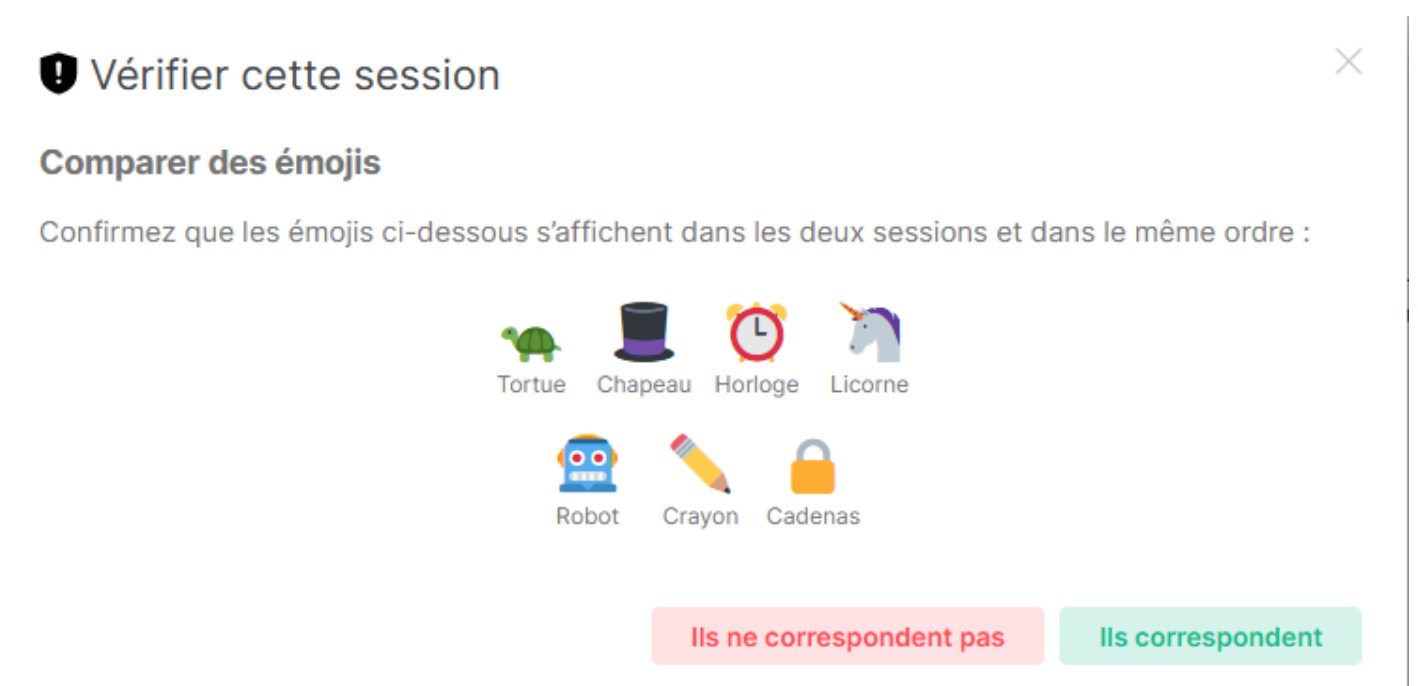 Vérifier cette session
Comparer des émojis
Confirmez que les émojis ci-dessous s’affichent dans les deux sessions et dans le même ordre :
Tortue Chapeau Horloge Licorne
Robot Crayon Cadenas
Ils ne correspondent pas Ils correspondent